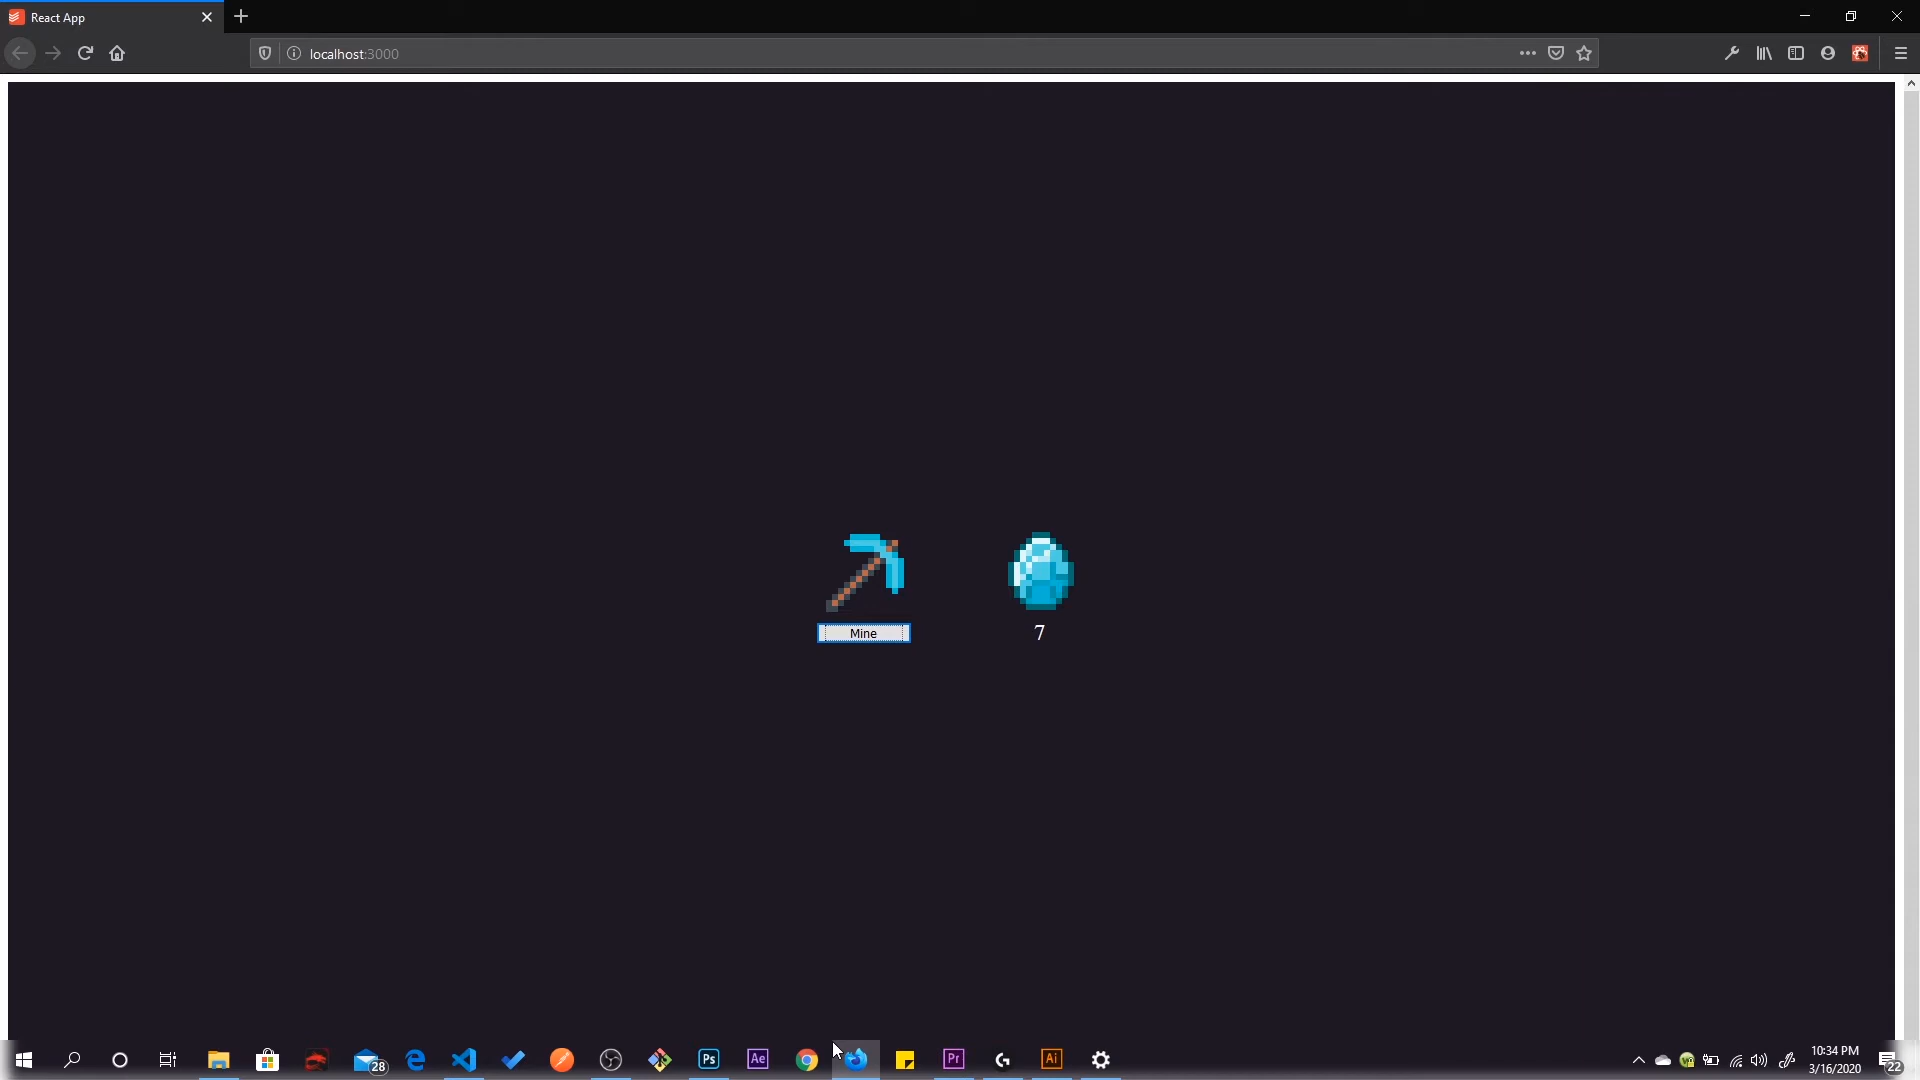 React App
localhost:3000
Mine
7
28
Ps
Ae
Pr
Ai
10:34 PM
3/16/2020
22